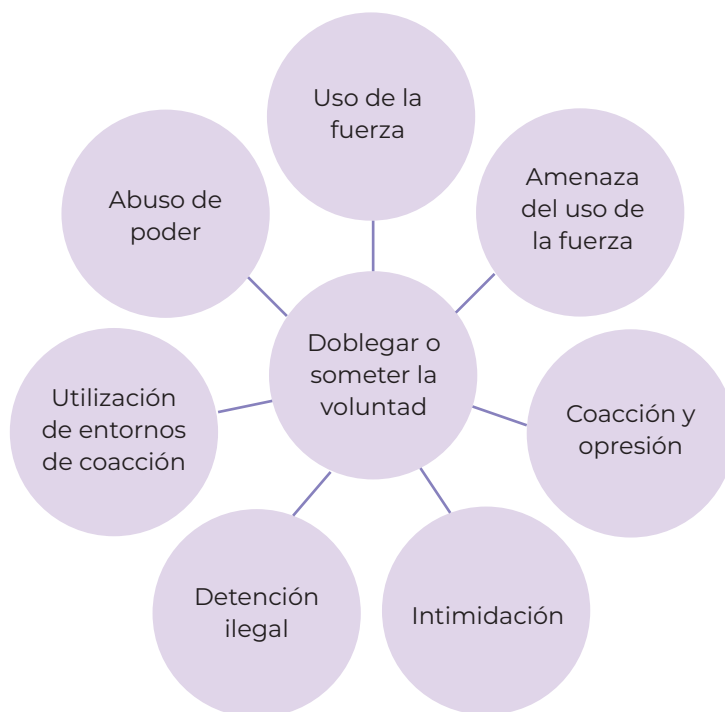 Uso de la
fuerza
Amenaza
del uso de
la fuerza
Abuso de
poder
Doblegar o
someter la
voluntad
Utilización
de entornos
de coacción
Coacción y
opresión
Detención
ilegal
Intimidación